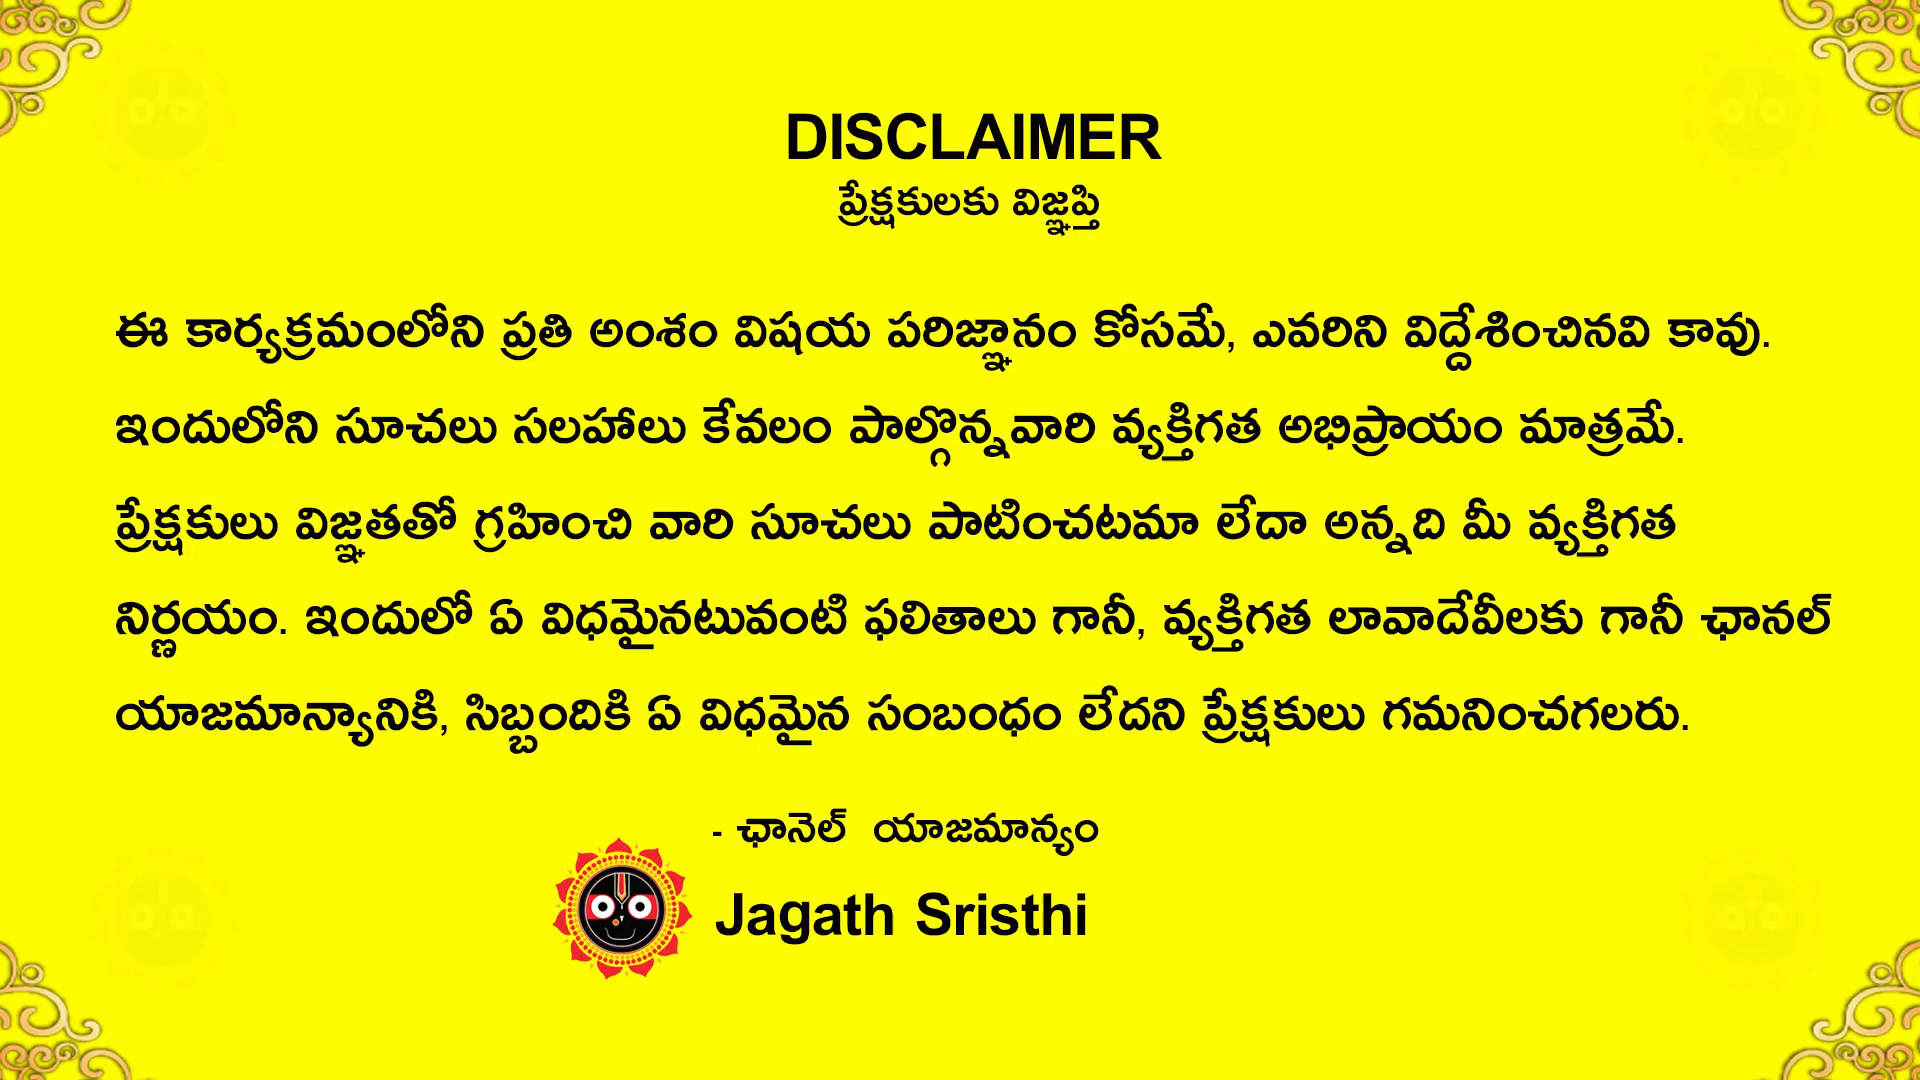 DISCLAIMER
ప్రేక్షకులకు విజ్ఞప్తి
ఈ కార్యక్రమంలోని ప్రతి అంశం విషయ పరిజ్ఞానం కోసమే, ఎవరిని విద్దేశించినవి కావు.
ఇందులోని సూచలు సలహాలు కేవలం పాల్గొన్నవారి వ్యక్తిగత అభిప్రాయం మాత్రమే.
ప్రేక్షకులు విజ్ఞతతో గ్రహించి వారి సూచలు పాటించటమా లేదా అన్నది మీ వ్యక్తిగత
నిర్ణయం. ఇందులో ఏ విధమైనటువంటి ఫలితాలు గానీ, వ్యక్తిగత లావాదేవీలకు గానీ ఛానల్
యాజమాన్యానికి, సిబ్బందికి ఏ విధమైన సంబంధం లేదని ప్రేక్షకులు గమనించగలరు.
- ఛానెల్ యాజమాన్యం
Jagath Sristhi